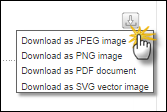 Download as JPEG image
Download as PNG image
Download as PDF document
Download as SVG vector image